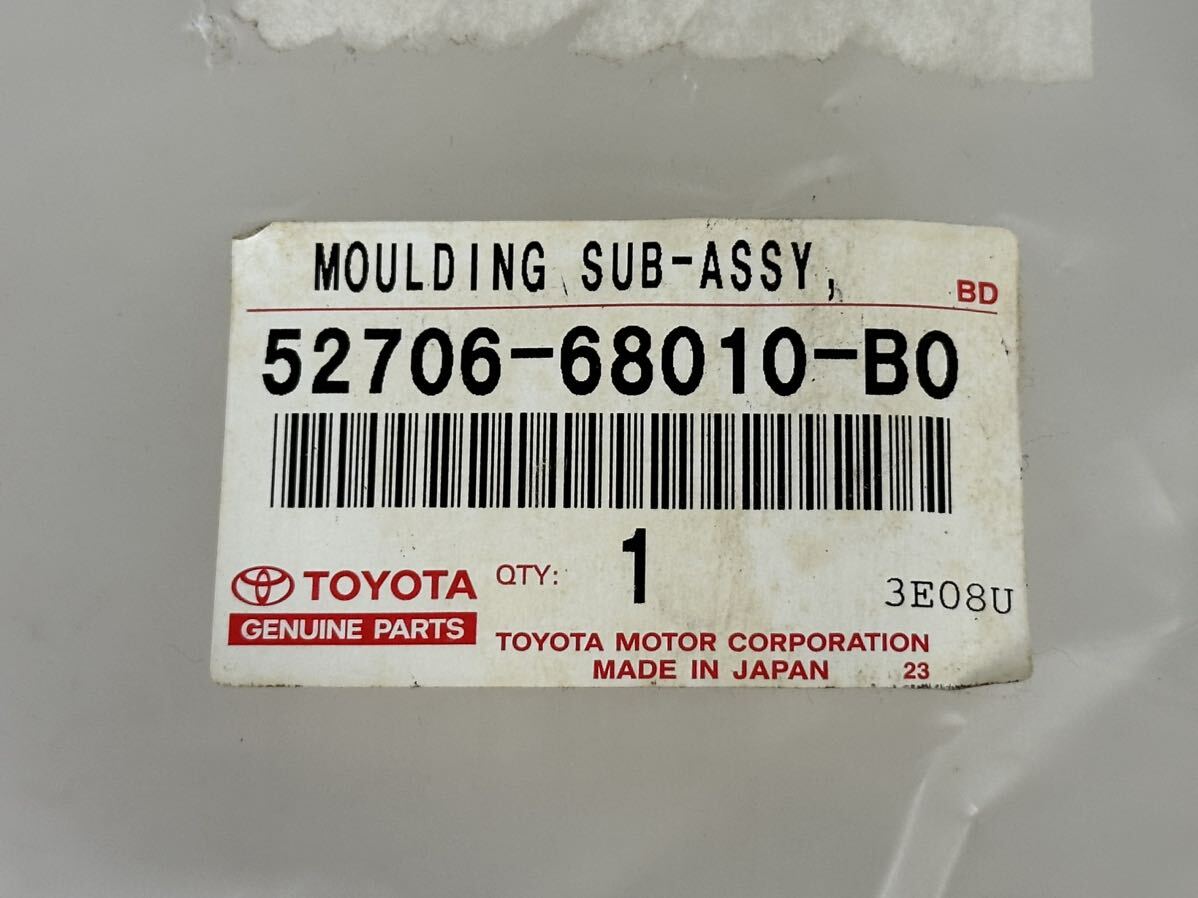 MOULDING SUB-ASSY,
BD
52706-68010-B0
TOYOTA
GENUINE PARTS
QTY: 1
3E08U
TOYOTA MOTOR CORPORATION
MADE IN JAPAN 23